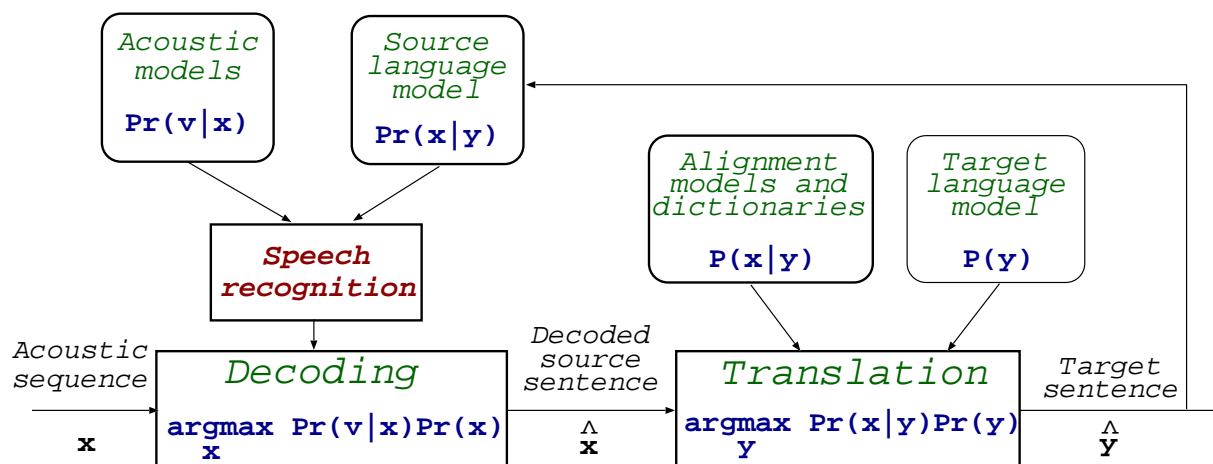 Acoustic
models
Pr(v|x)
Source
language
model
Pr(x|y)
Alignment
models and
dictionaries
P(x|y)
Target
language
model
P(y)
Speech
recognition
Acoustic
sequence
x
Decoding
argmax Pr(v|x)Pr(x)
x
Decoded
source
sentence
x̂
Translation
argmax Pr(x|y)Pr(y)
y
Target
sentence
ŷ